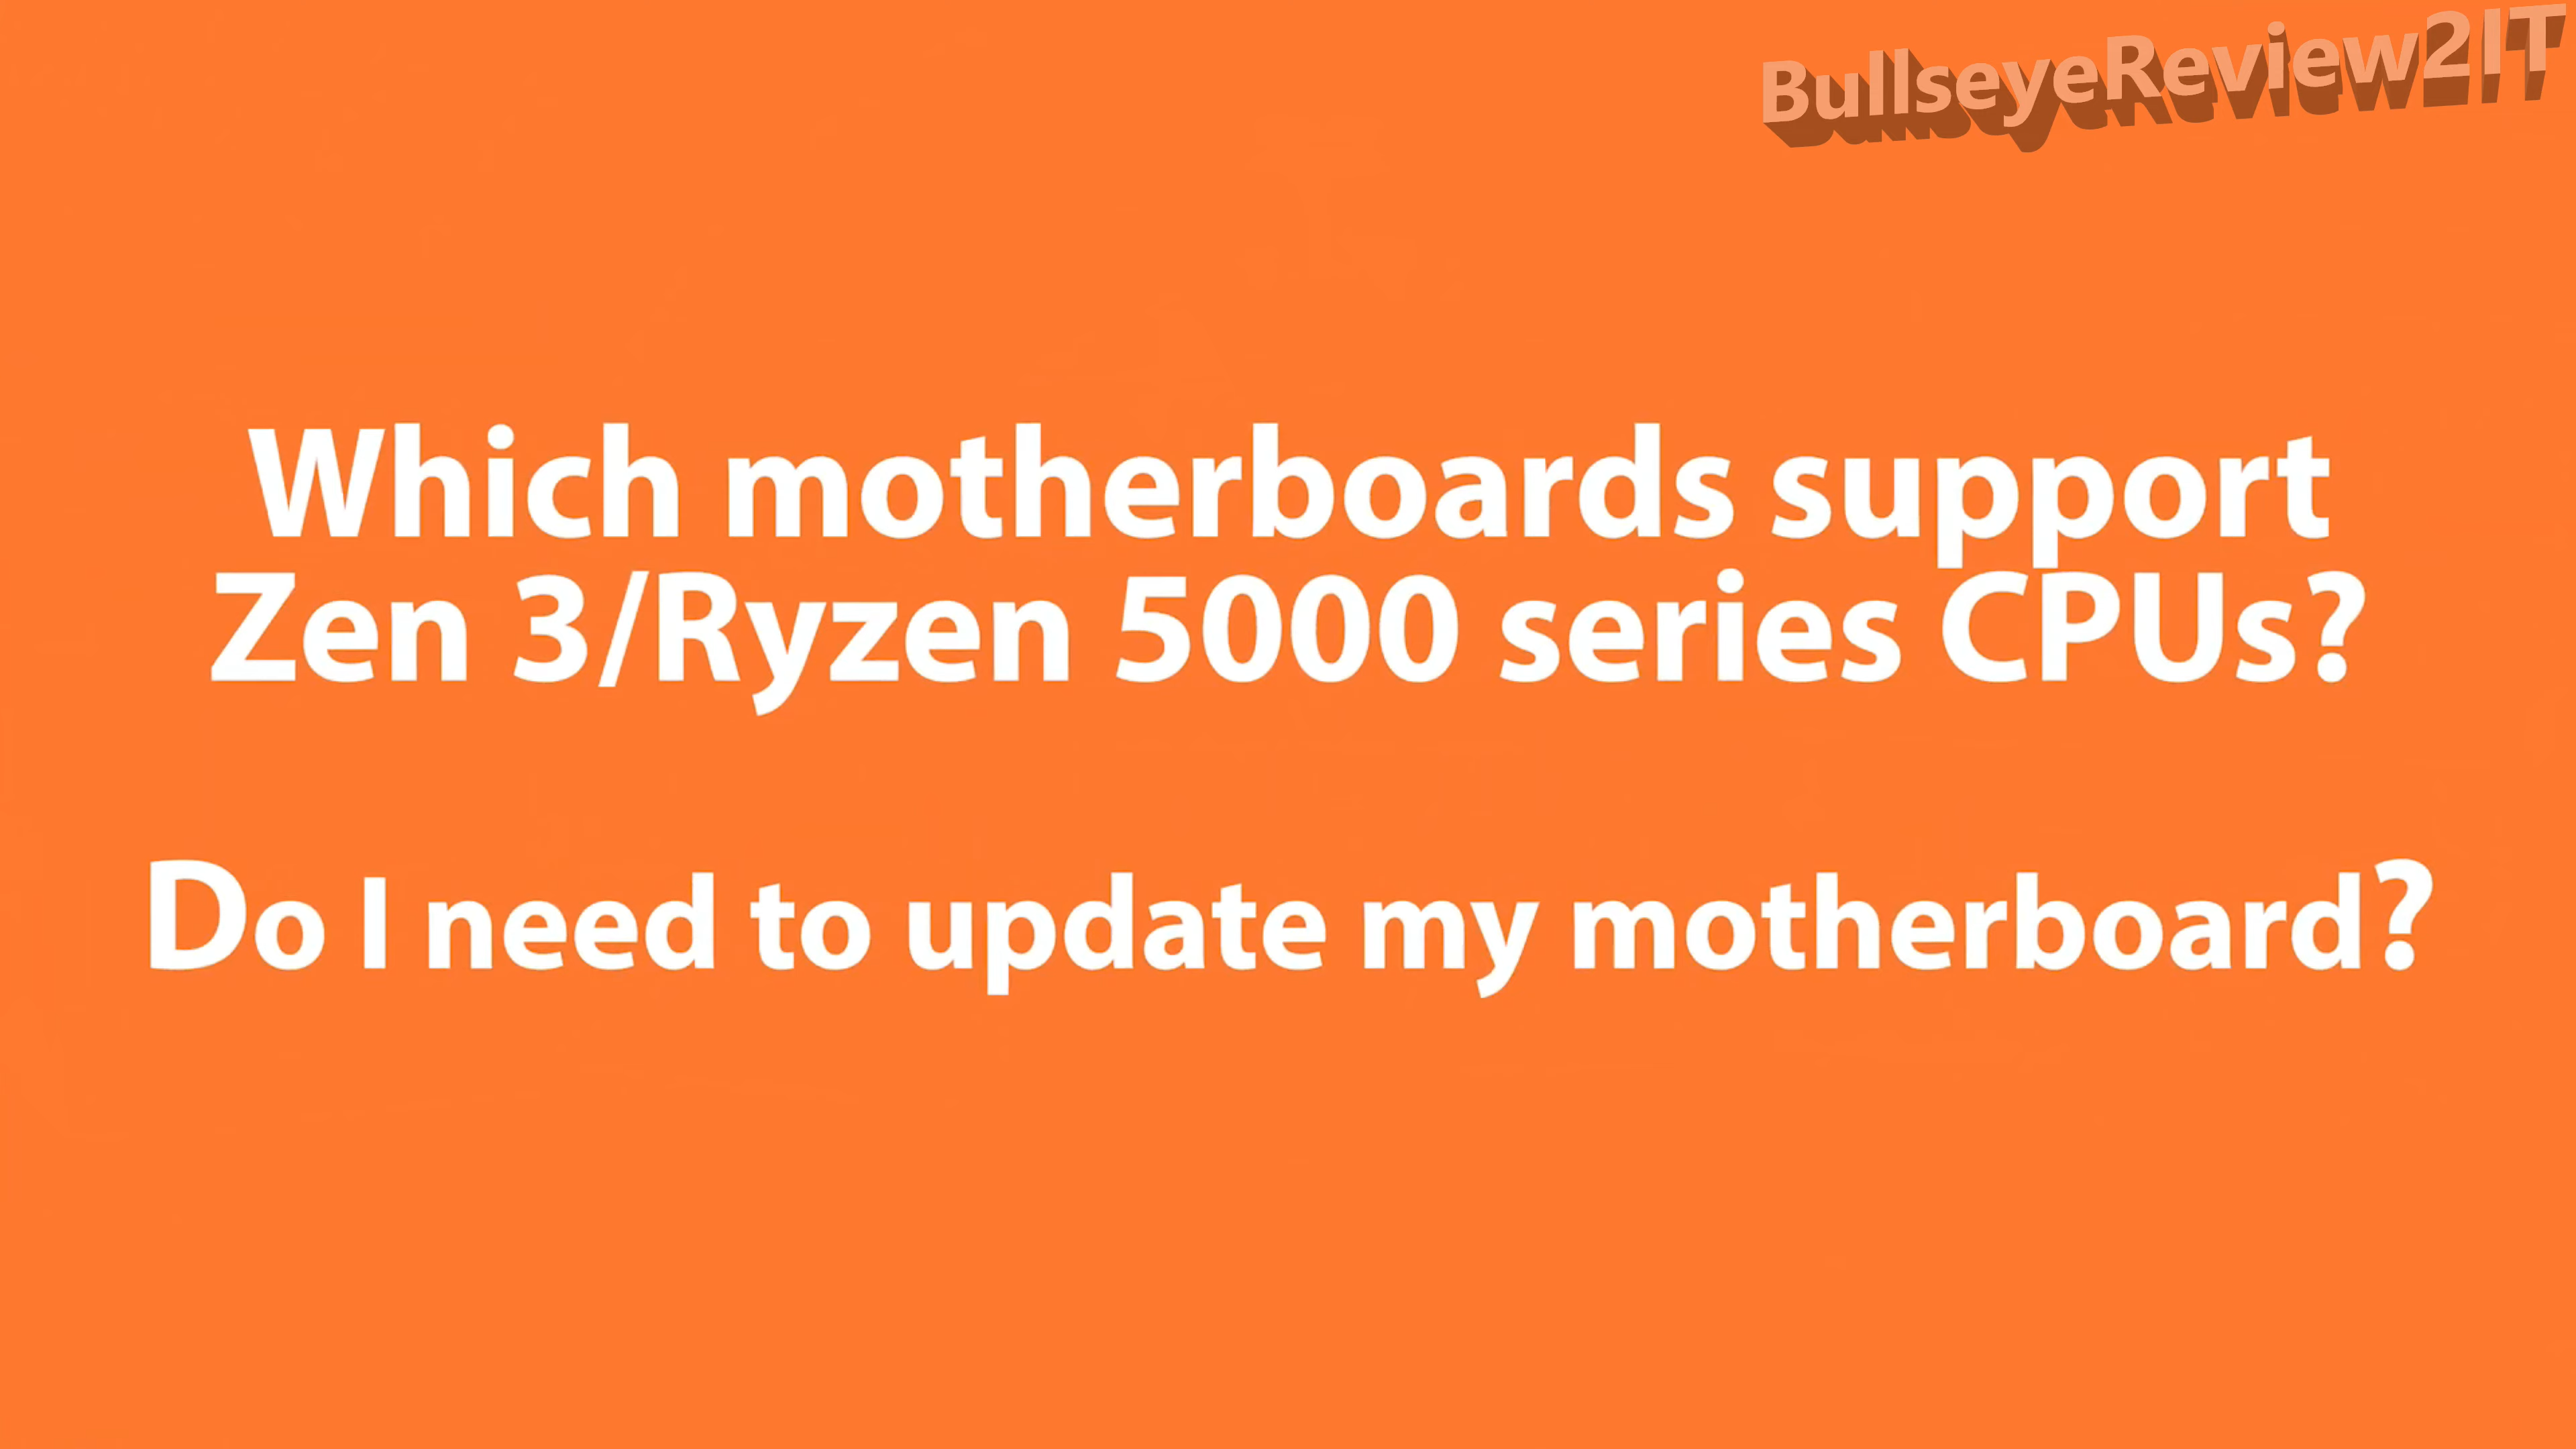 BullseyeReview2IT
Which motherboards support
Zen 3/Ryzen 5000 series CPUs?
Do I need to update my motherboard?